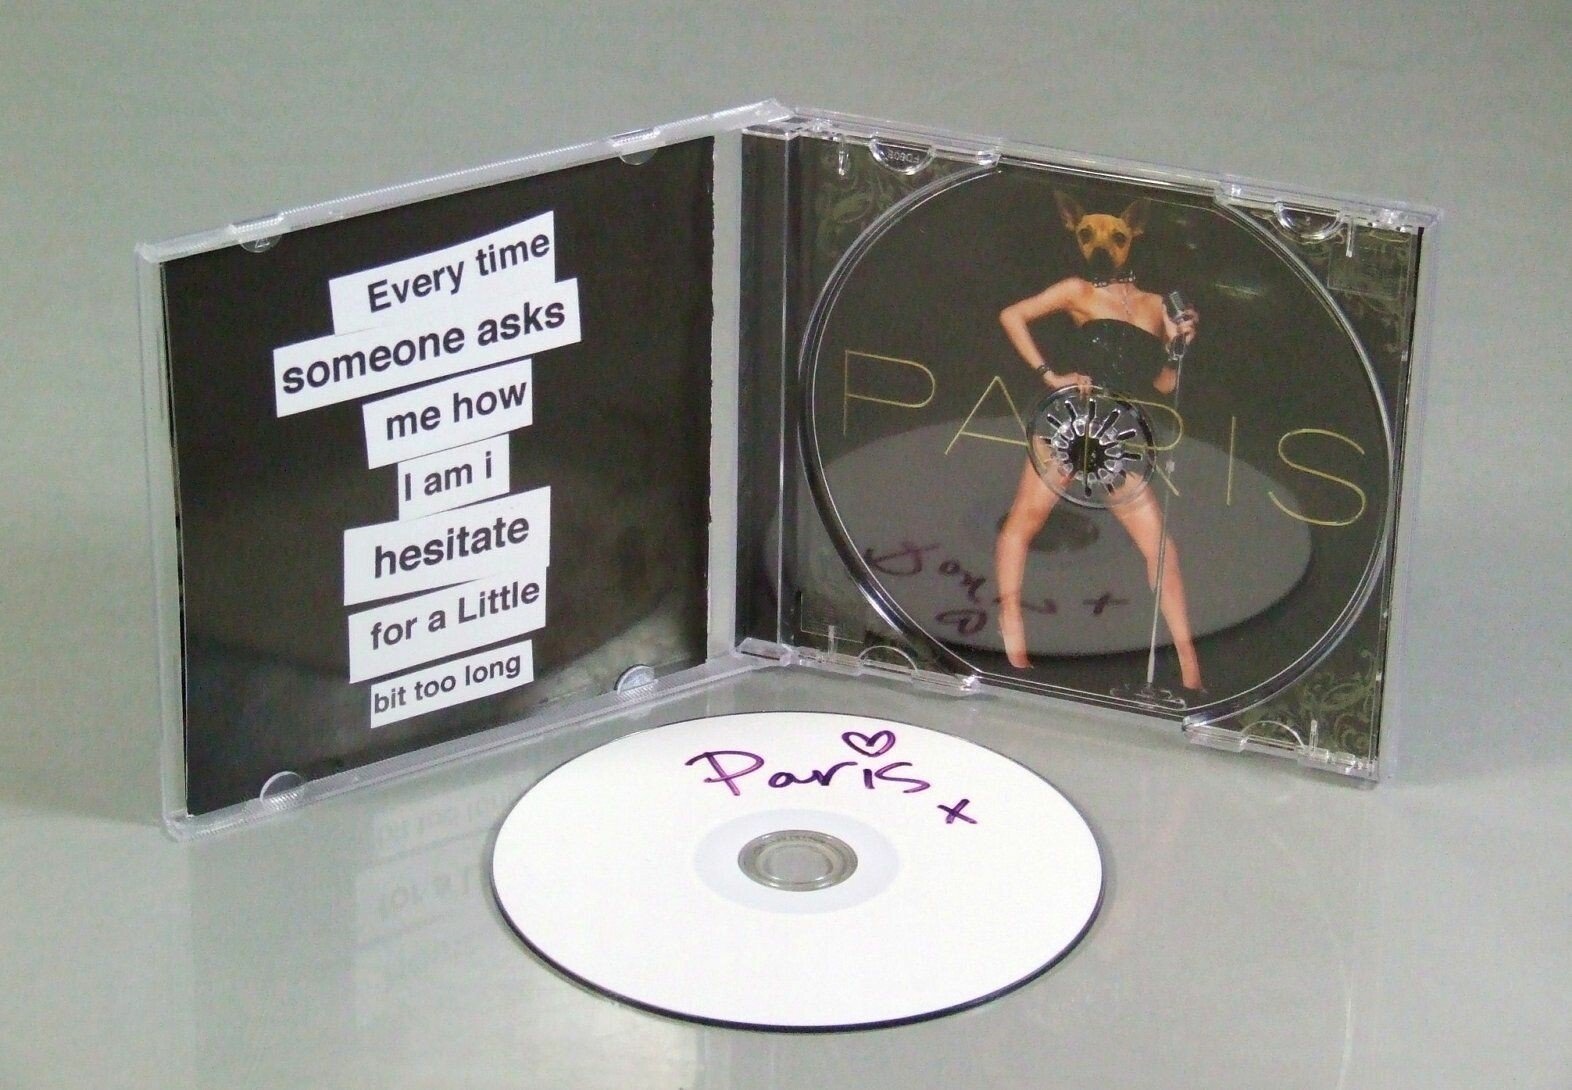 Every time
someone asks
me how
I am i
hesitate
for a Little
bit too long
PARIS
Paris
x